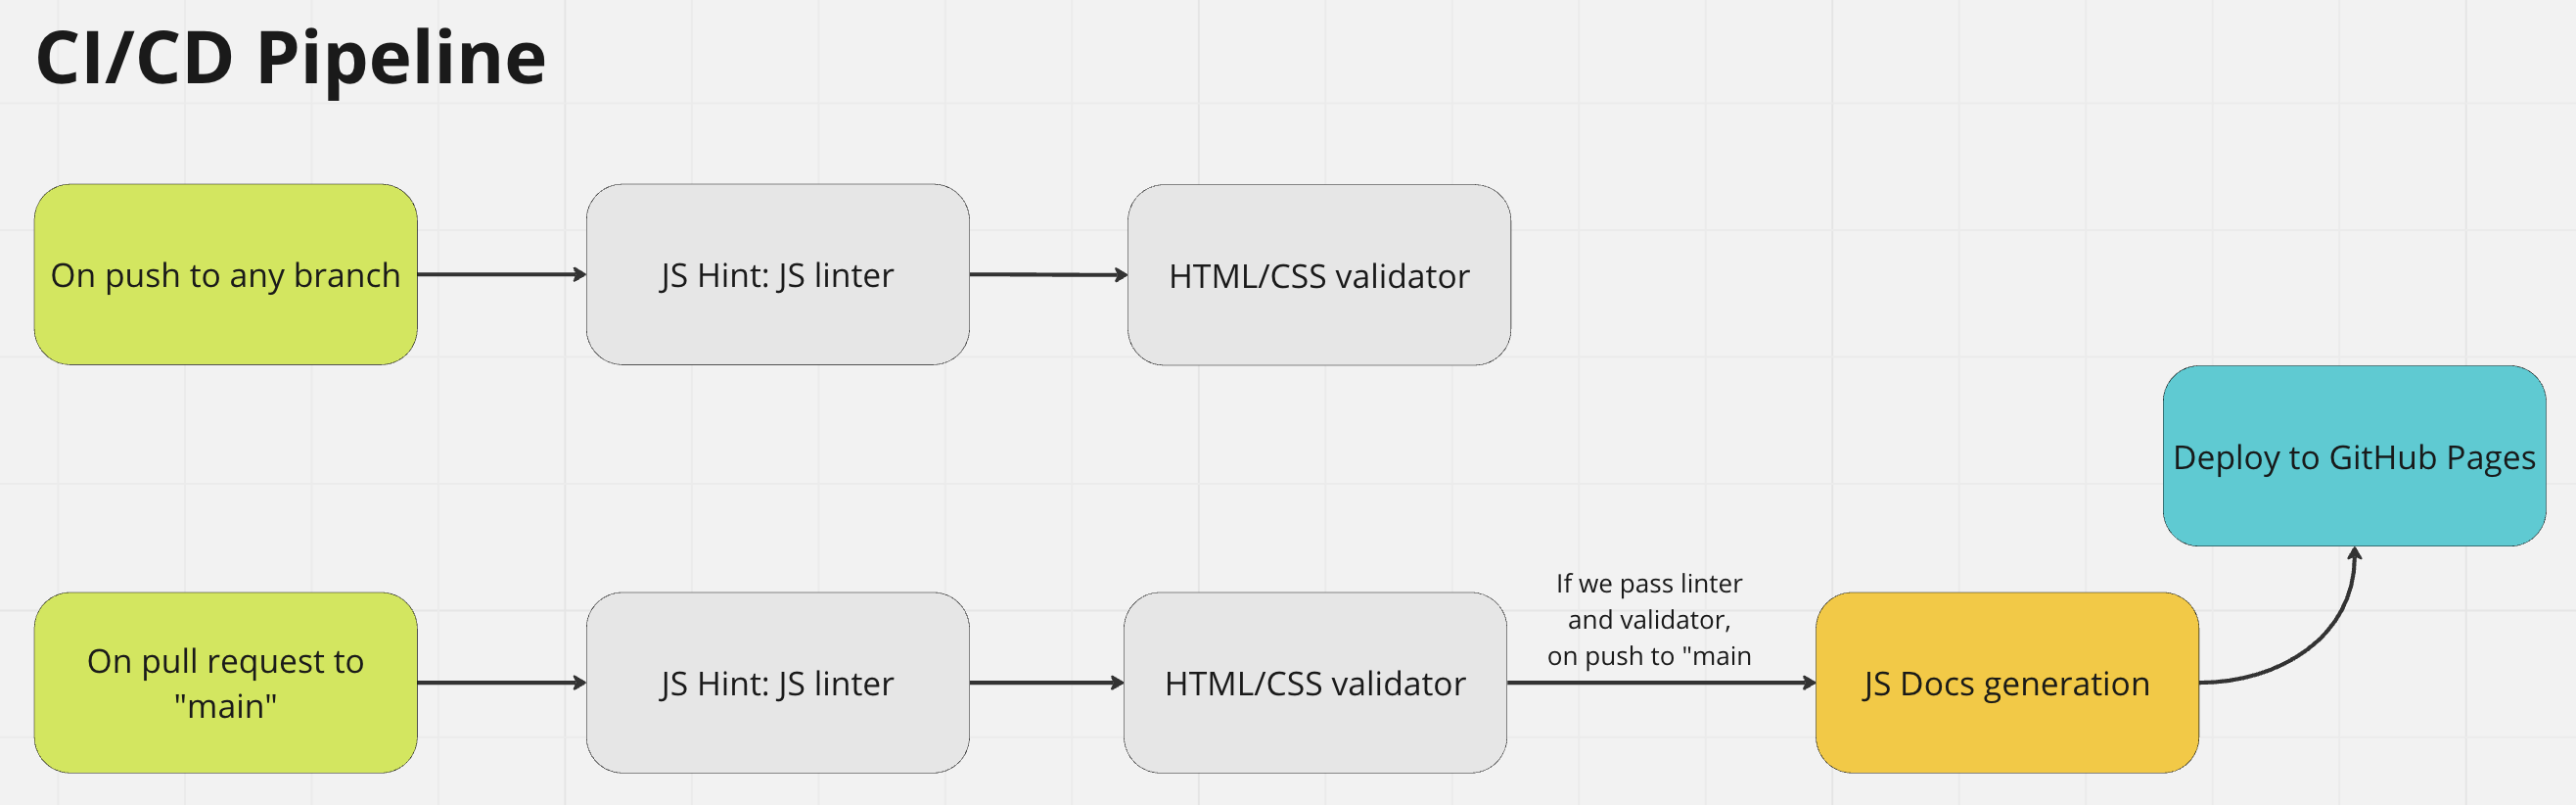 CI/CD Pipeline
On push to any branch
JS Hint: JS linter
HTML/CSS validator
Deploy to GitHub Pages
On pull request to
"main"
JS Hint: JS linter
HTML/CSS validator
If we pass linter
and validator,
on push to "main
JS Docs generation